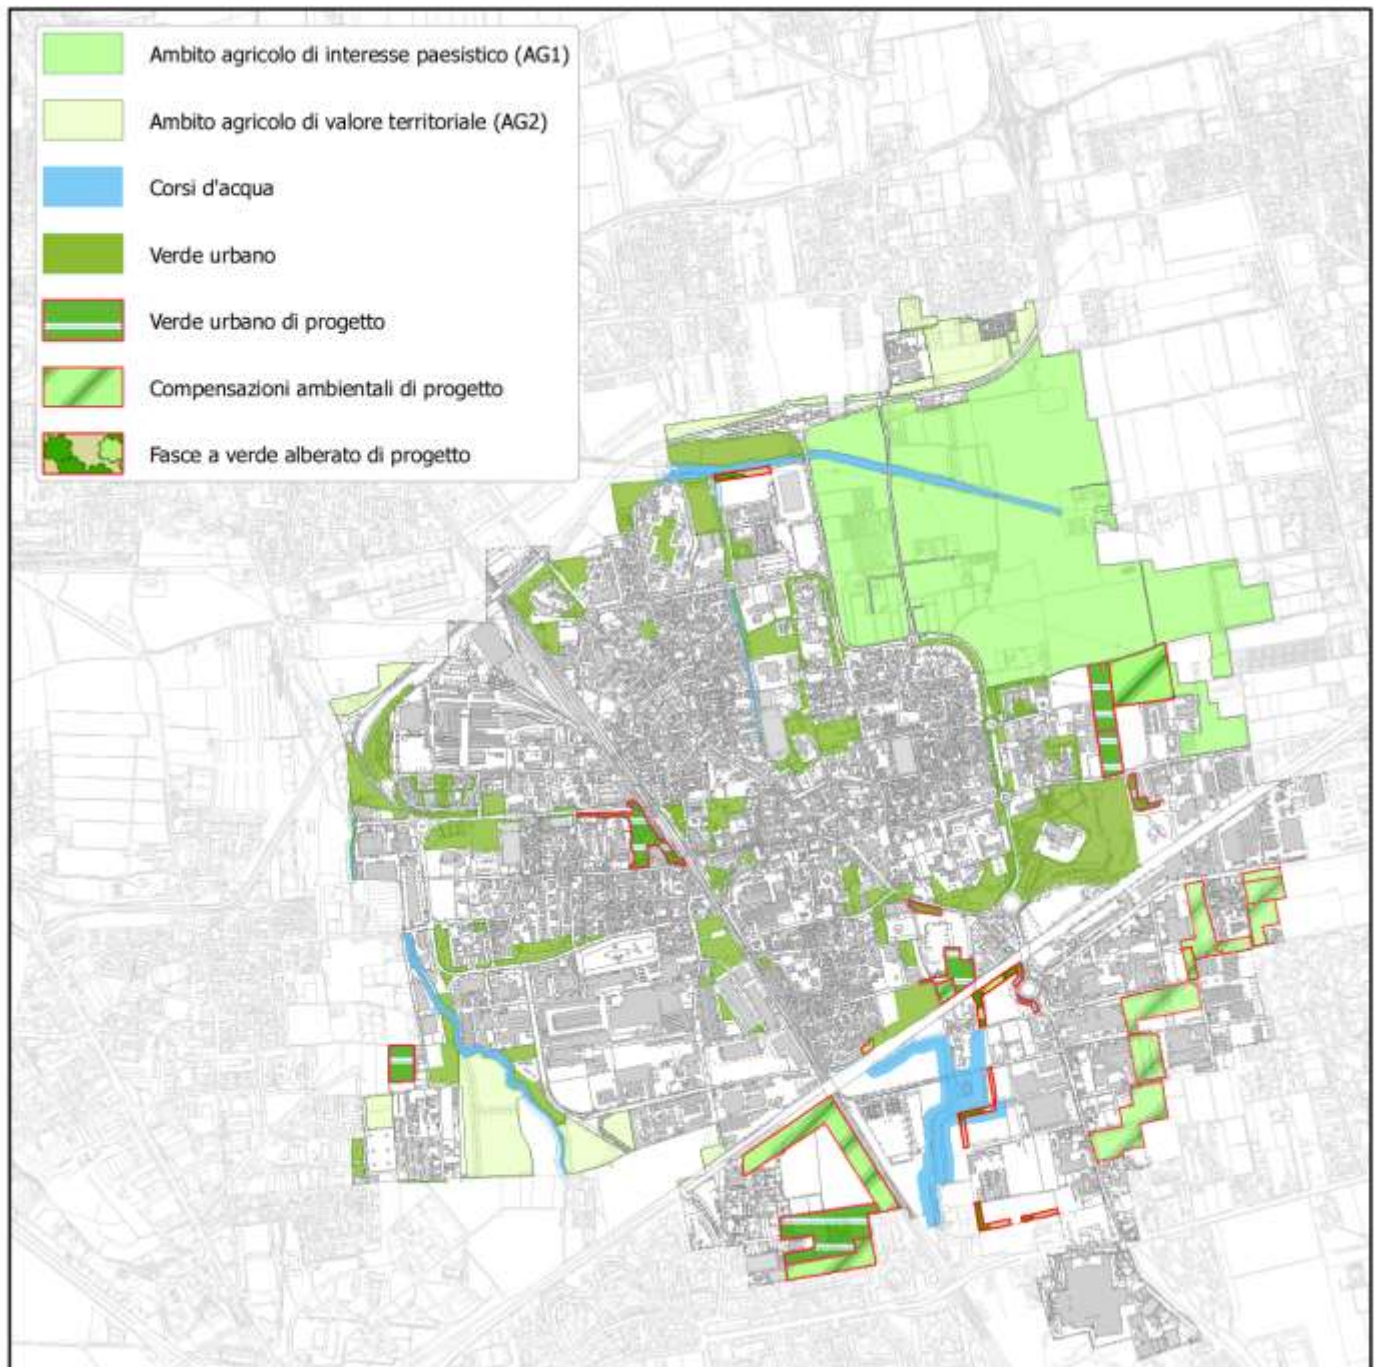 Ambito agricolo di interesse paesistico (AG1)
Ambito agricolo di valore territoriale (AG2)
Corsi d'acqua
Verde urbano
Verde urbano di progetto
Compensazioni ambientali di progetto
Fasce a verde alberato di progetto